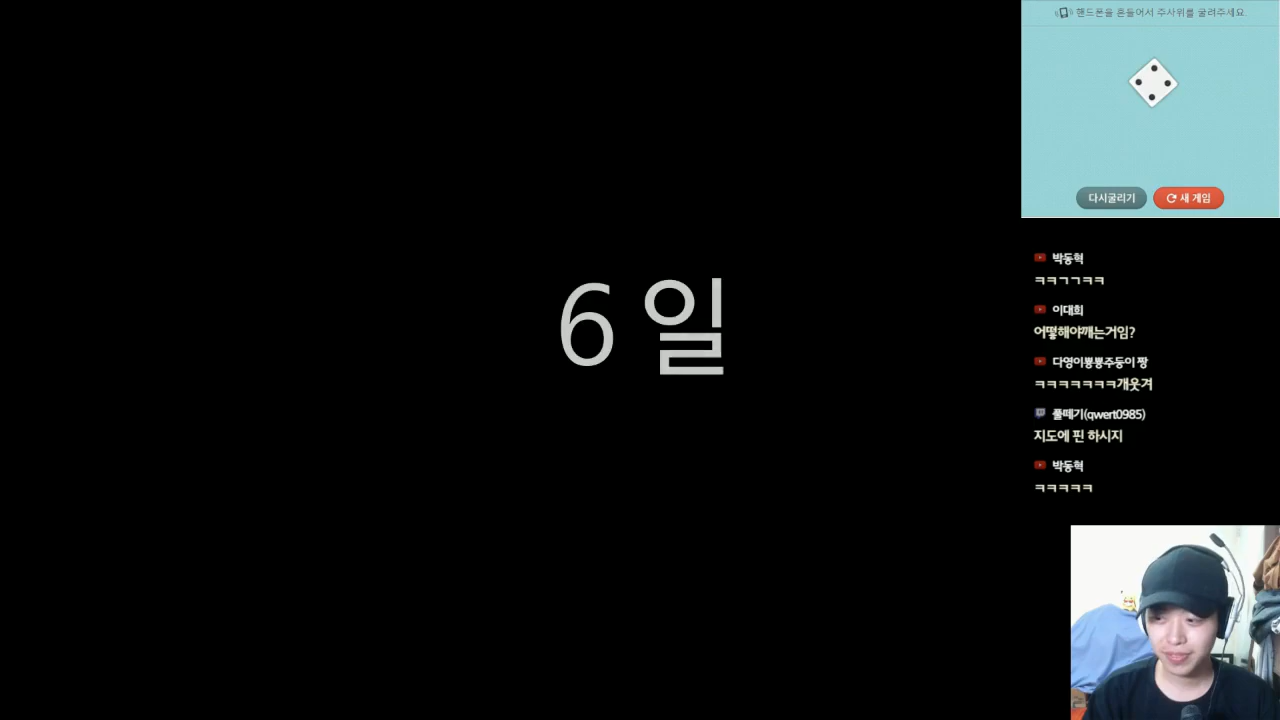 핸드폰을 흔들어서 주사위를 굴려주세요.
다시굴리기
새 게임
6 일
박동혁
ㅋㅋㄱㄱㅋㅋ
이대희
어떻해야깨는거임?
다영이뿅뿅주둥이 짱
ㅋㅋㅋㅋㅋㅋㅋ개웃겨
풀떼기(qwert0985)
지도에 핀 하시지
박동혁
ㅋㅋㅋㅋㅋ